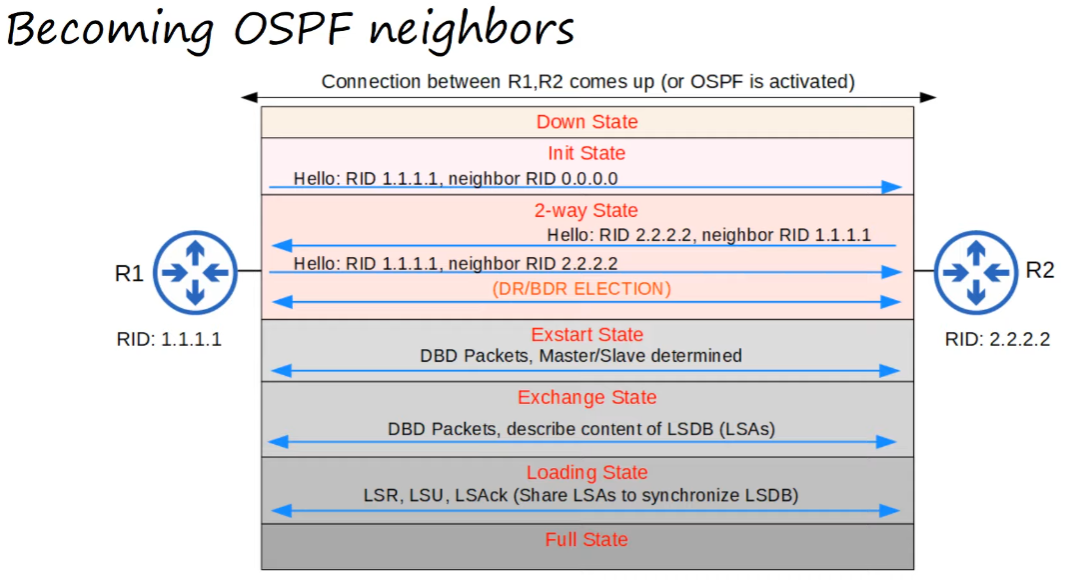 Becoming OSPF neighbors
Connection between R1,R2 comes up (or OSPF is activated)
Down State
Init State
Hello: RID 1.1.1.1, neighbor RID 0.0.0.0
2-way State
Hello: RID 2.2.2.2, neighbor RID 1.1.1.1
Hello: RID 1.1.1.1, neighbor RID 2.2.2.2
(DR/BDR ELECTION)
R1
R2
RID: 1.1.1.1
RID: 2.2.2.2
Exstart State
DBD Packets, Master/Slave determined
Exchange State
DBD Packets, describe content of LSDB (LSAs)
Loading State
LSR, LSU, LSAck (Share LSAs to synchronize LSDB)
Full State